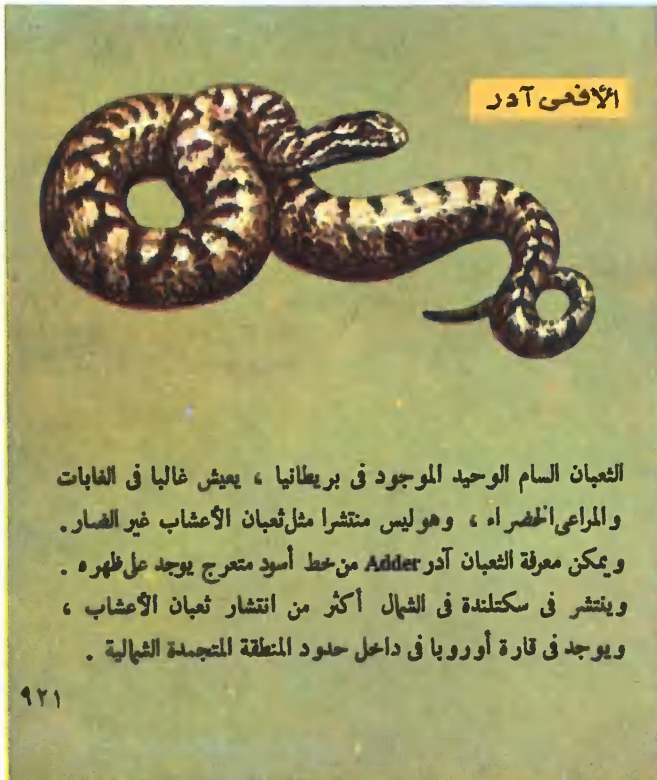 الأفعى آدر
الثعبان السام الوحيد الموجود فى بريطانيا ، يعيش غالبا فى الغابات
والمراعى الخضراء ، وهو ليس منتشرا مثل ثعبان الأعشاب غير الضار .
ويمكن معرفة الثعبان آدر Adder من خط أسود متعرج يوجد على ظهره .
وينتشر فى سكتلندة فى الشمال أكثر من انتشار ثعبان الأعشاب ،
ويوجد فى قارة أوروبا فى داخل حدود المنطقة المتجمدة الشمالية .
٩٢١